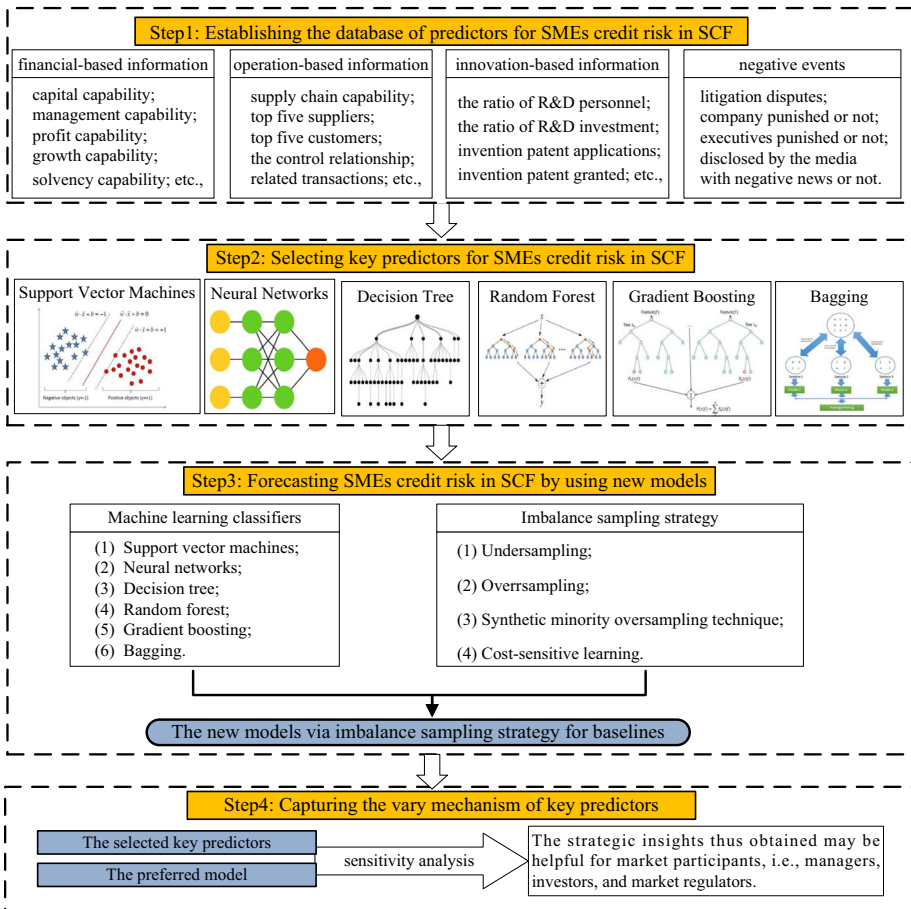 Step1: Establishing the database of predictors for SMEs credit risk in SCF
financial-based information
capital capability;
management capability;
profit capability;
growth capability;
solvency capability; etc.,
operation-based information
supply chain capability;
top five suppliers;
top five customers;
the control relationship;
related transactions; etc.,
innovation-based information
the ratio of R&D personnel;
the ratio of R&D investment;
invention patent applications;
invention patent granted; etc.,
negative events
litigation disputes;
company punished or not;
executives punished or not;
disclosed by the media
with negative news or not.
Step2: Selecting key predictors for SMEs credit risk in SCF
Support Vector Machines
Negative objects (y=-1)
Positive objects (y=+1)
Neural Networks
Decision Tree
Random Forest
x
y
Gradient Boosting
Feature(f)
Feature(f)
Bagging
Step3: Forecasting SMEs credit risk in SCF by using new models
Machine learning classifiers
(1) Support vector machines;
(2) Neural networks;
(3) Decision tree;
(4) Random forest;
(5) Gradient boosting;
(6) Bagging.
Imbalance sampling strategy
(1) Undersampling;
(2) Overrsampling;
(3) Synthetic minority oversampling technique;
(4) Cost-sensitive learning.
The new models via imbalance sampling strategy for baselines
Step4: Capturing the vary mechanism of key predictors
The selected key predictors
The preferred model
sensitivity analysis
The strategic insights thus obtained may be
helpful for market participants, i.e., managers,
investors, and market regulators.